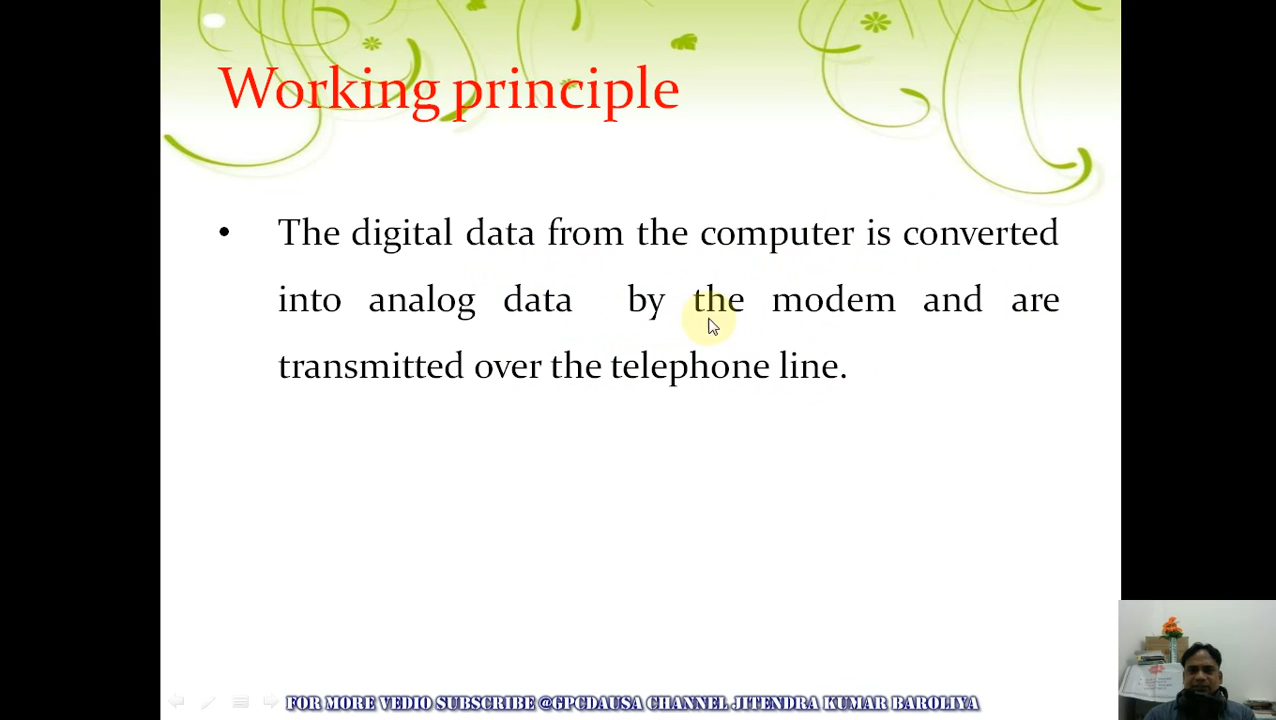 Working principle
• The digital data from the computer is converted
into analog data by the modem and are
transmitted over the telephone line.
FOR MORE VEDIO SUBSCRIBE @GPCDAUSA CHANNEL JITENDRA KUMAR BAROLIYA